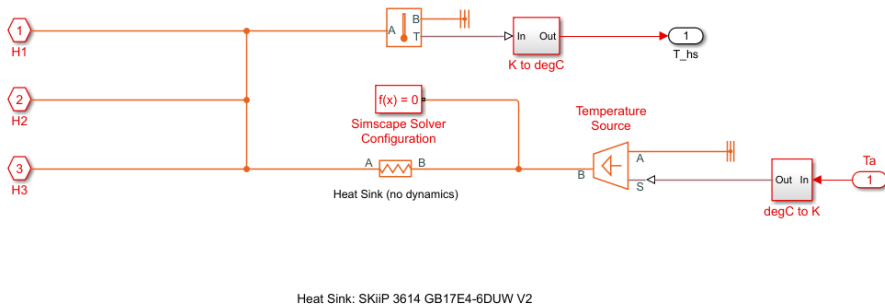 1
H1
A
B
T
In
Out
K to degC
1
T_hs
2
H2
f(x) = 0
Simscape Solver
Configuration
Temperature
Source
3
H3
A
B
Heat Sink (no dynamics)
B
A
S
Out
In
degC to K
Ta
1
Heat Sink: SKiiP 3614 GB17E4-6DUW V2